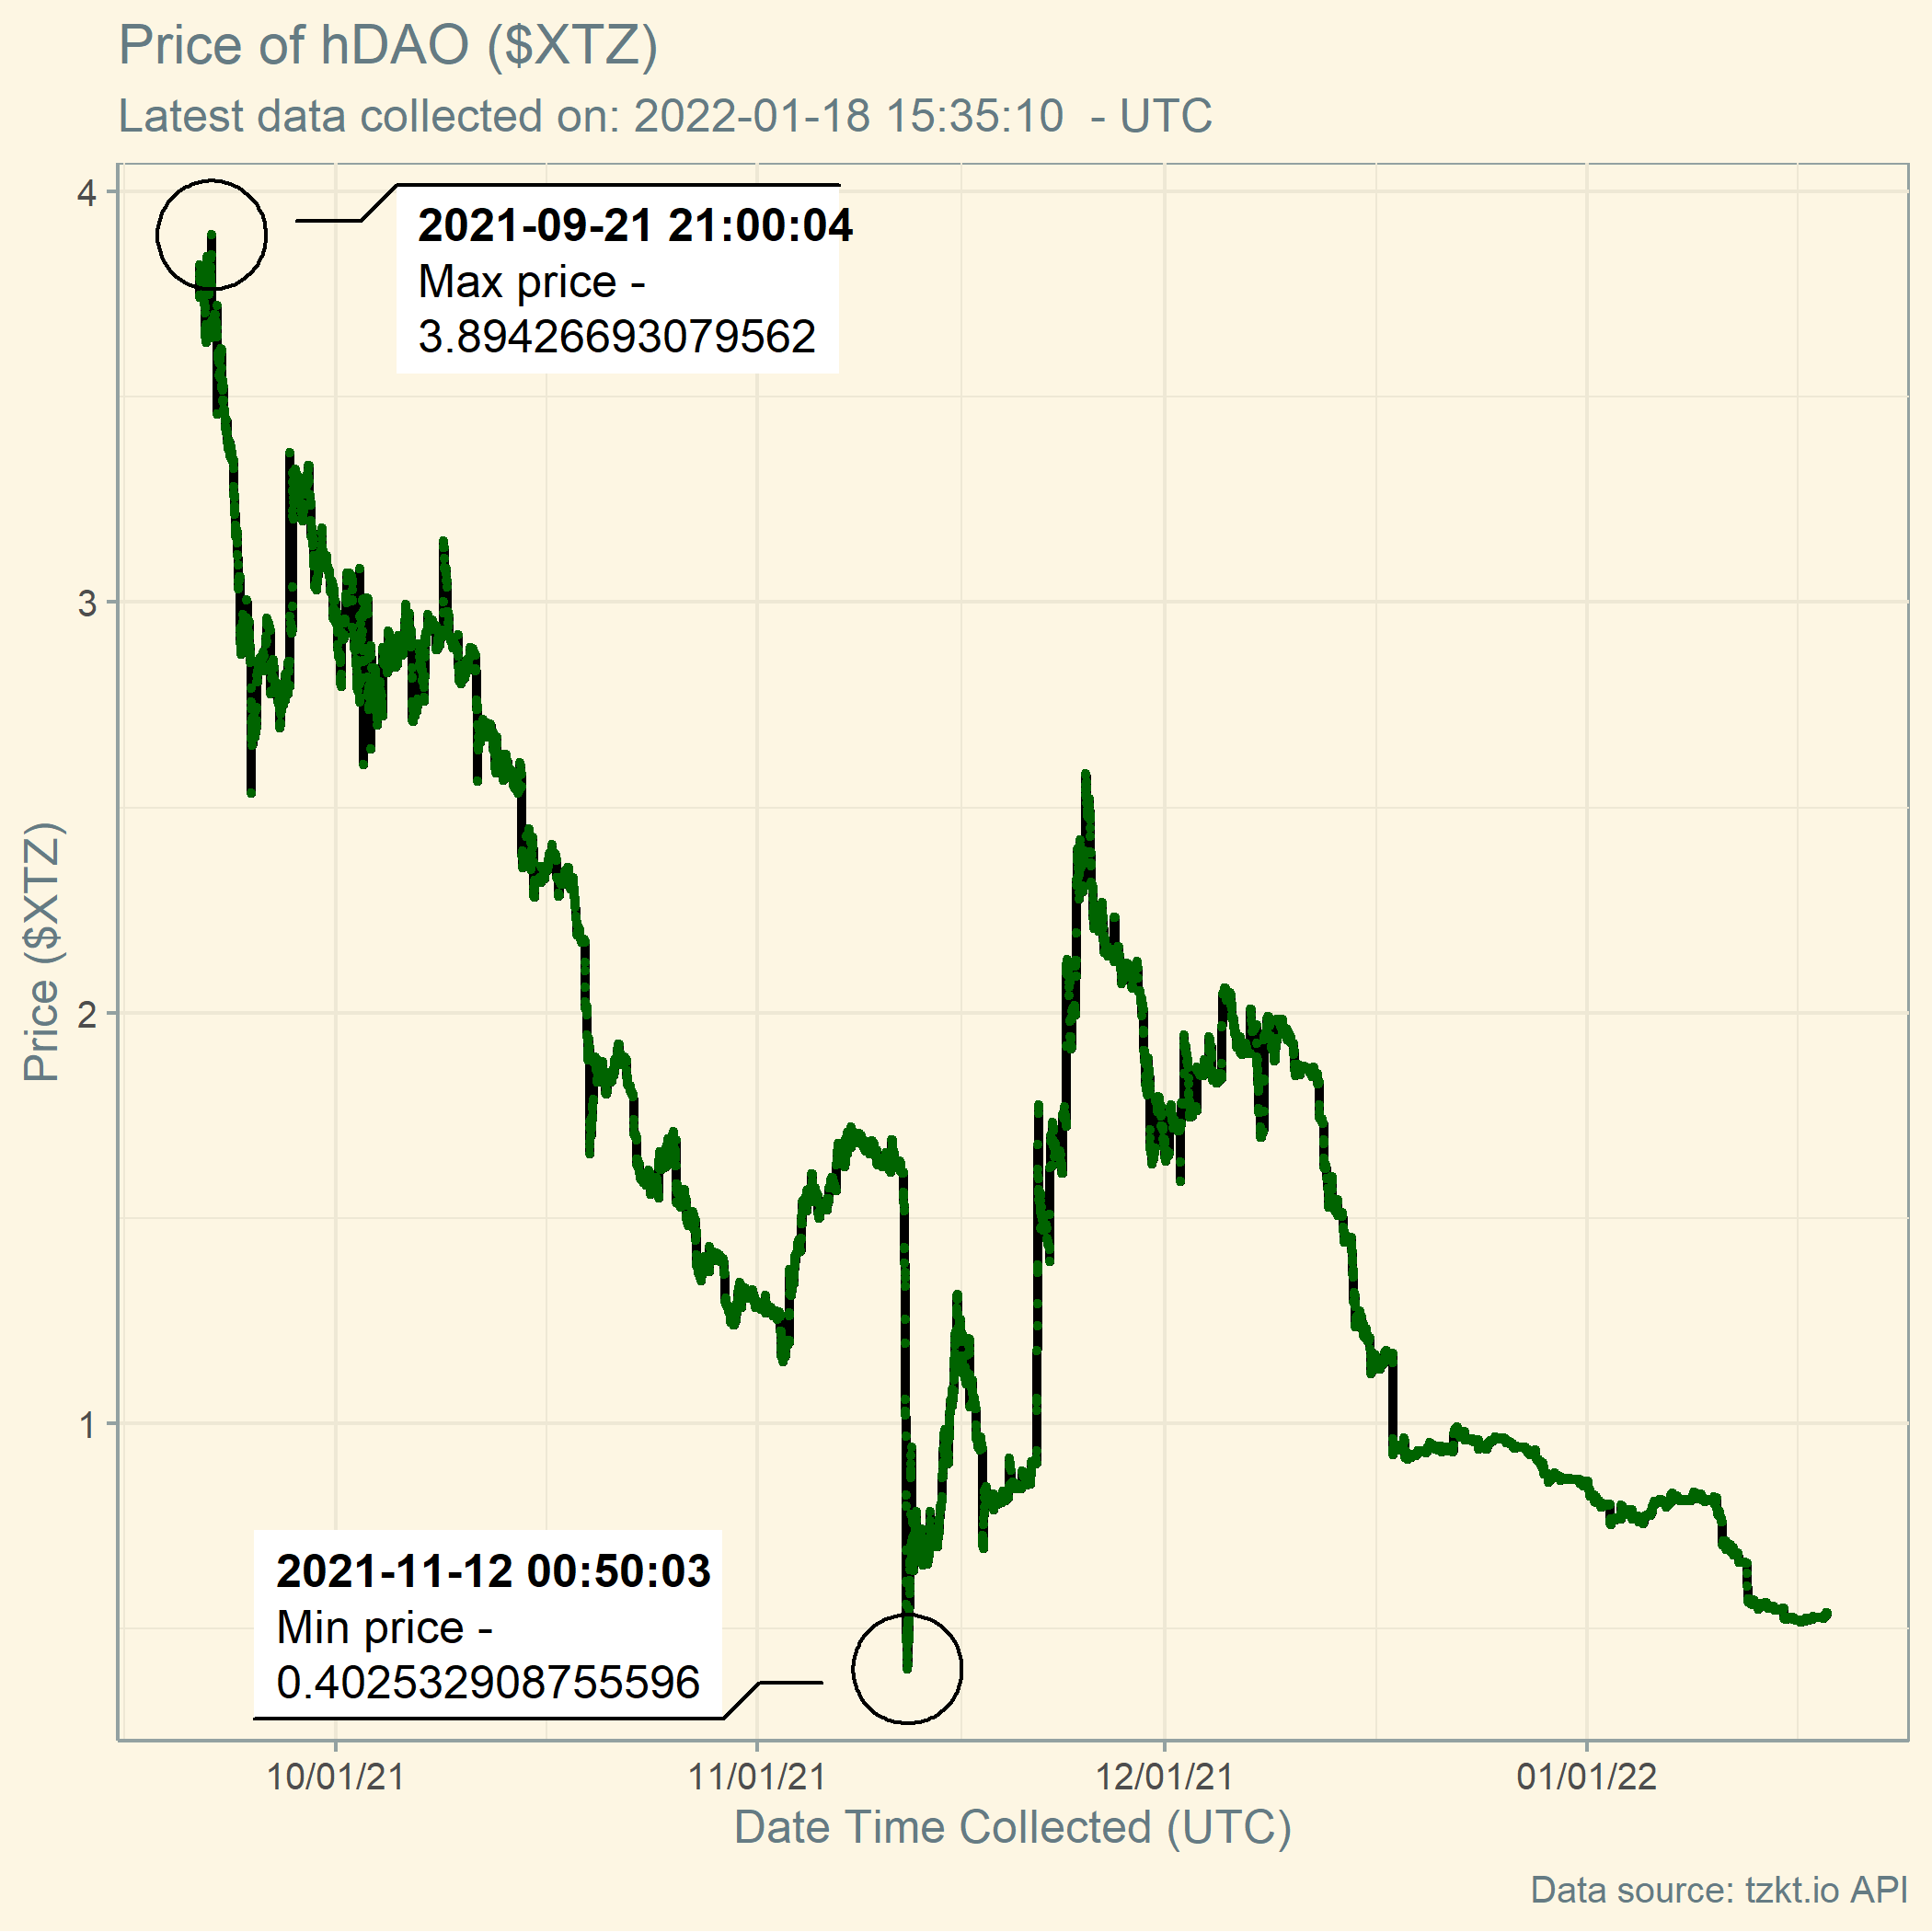 Price of hDAO ($XTZ)
Latest data collected on: 2022-01-18 15:35:10  - UTC
4
2021-09-21 21:00:04
Max price -
3.89426693079562
3
Price ($XTZ)
2
1
2021-11-12 00:50:03
Min price -
0.402532908755596
10/01/21
11/01/21
12/01/21
01/01/22
Date Time Collected (UTC)
Data source: tzkt.io API